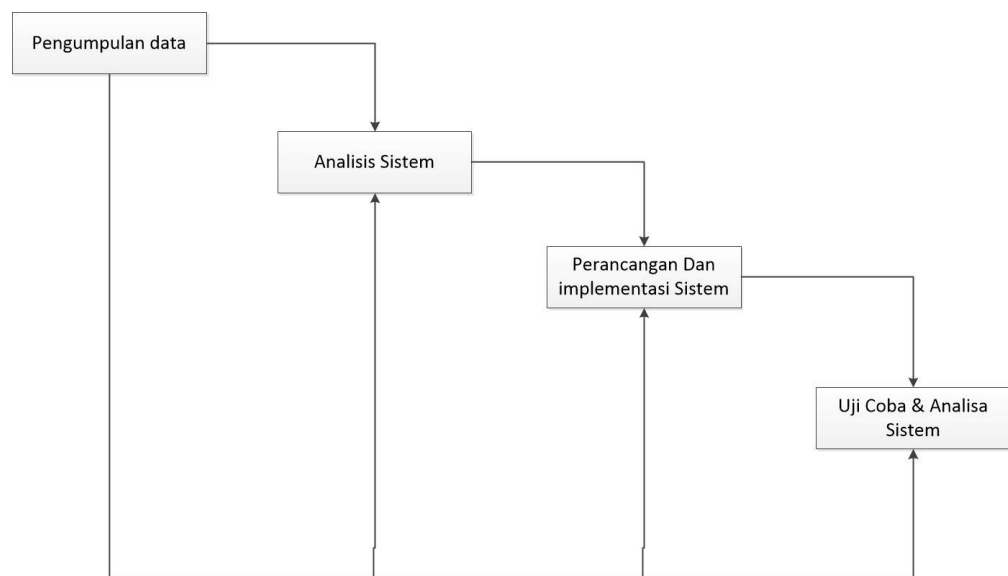 Pengumpulan data
Analisis Sistem
Perancangan Dan
implementasi Sistem
Uji Coba & Analisa
Sistem